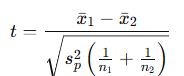 t = \frac{\bar{x}_1 - \bar{x}_2}{\sqrt{s_p^2 \left( \frac{1}{n_1} + \frac{1}{n_2} \right)}}